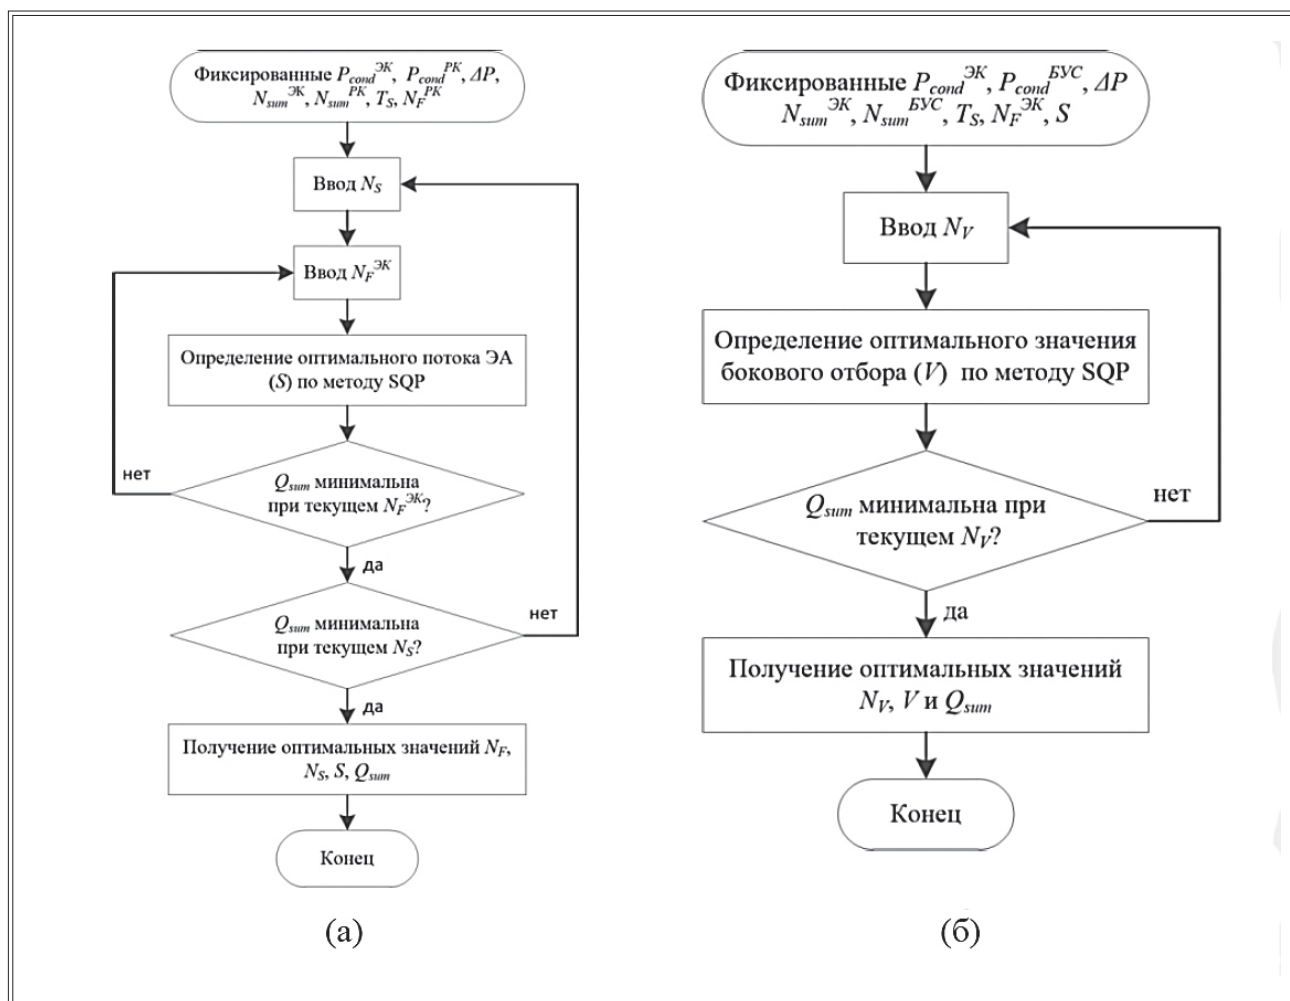 Фиксированные P_cond^ЭК, P_cond^РК, ΔP,
N_sum^ЭК, N_sum^РК, T_S, N_F^РК
Ввод N_S
Ввод N_F^ЭК
Определение оптимального потока ЭА
(S) по методу SQP
нет
Q_sum минимальна
при текущем N_F^ЭК?
да
нет
Q_sum минимальна
при текущем N_S?
да
Получение оптимальных значений N_F,
N_S, S, Q_sum
Конец
(а)
Фиксированные P_cond^ЭК, P_cond^БУС, ΔP
N_sum^ЭК, N_sum^БУС, T_S, N_F^ЭК, S
Ввод N_V
Определение оптимального значения
бокового отбора (V) по методу SQP
нет
Q_sum минимальна при
текущем N_V?
да
Получение оптимальных значений
N_V, V и Q_sum
Конец
(б)